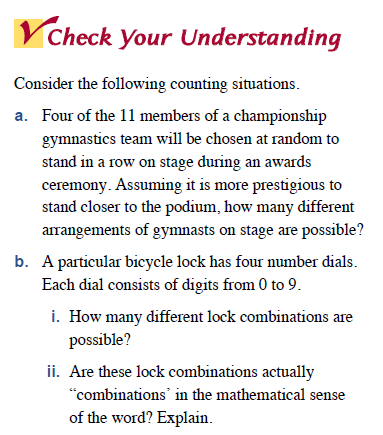 Check Your Understanding
Consider the following counting situations.
a. Four of the 11 members of a championship
gymnastics team will be chosen at random to
stand in a row on stage during an awards
ceremony. Assuming it is more prestigious to
stand closer to the podium, how many different
arrangements of gymnasts on stage are possible?
b. A particular bicycle lock has four number dials.
Each dial consists of digits from 0 to 9.
i. How many different lock combinations are
possible?
ii. Are these lock combinations actually
“combinations’ in the mathematical sense
of the word? Explain.